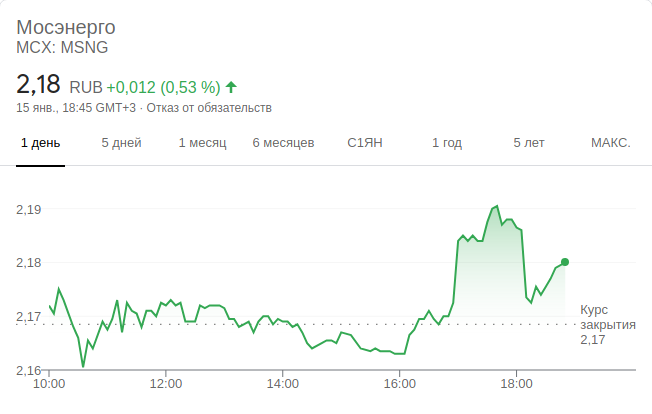 Мосэнерго
MCX: MSNG
2,18 RUB +0,012 (0,53 %)
15 янв., 18:45 GMT+3 · Отказ от обязательств
1 день 5 дней 1 месяц 6 месяцев С1ЯН 1 год 5 лет МАКС.
2,19
2,18
2,17
2,16
Курс
закрытия
2,17
10:00 12:00 14:00 16:00 18:00